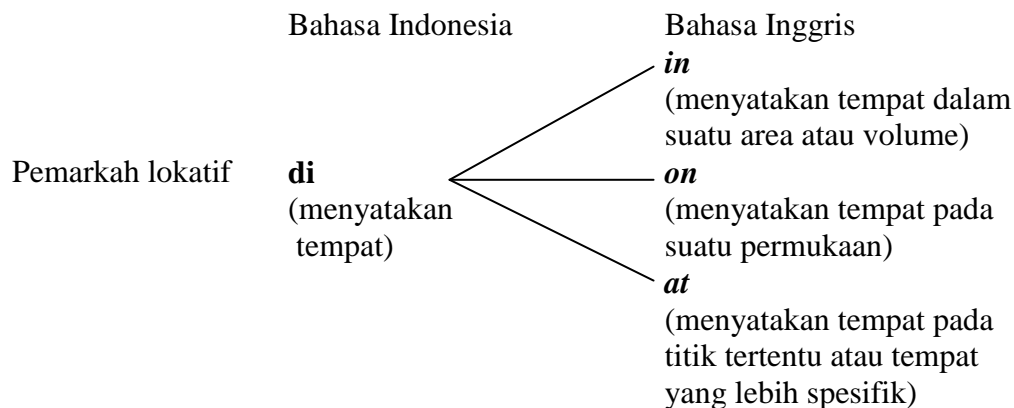 Bahasa Indonesia Bahasa Inggris
in
(menyatakan tempat dalam
suatu area atau volume)
Pemarkah lokatif di on
(menyatakan (menyatakan tempat pada
tempat) suatu permukaan)
at
(menyatakan tempat pada
titik tertentu atau tempat
yang lebih spesifik)